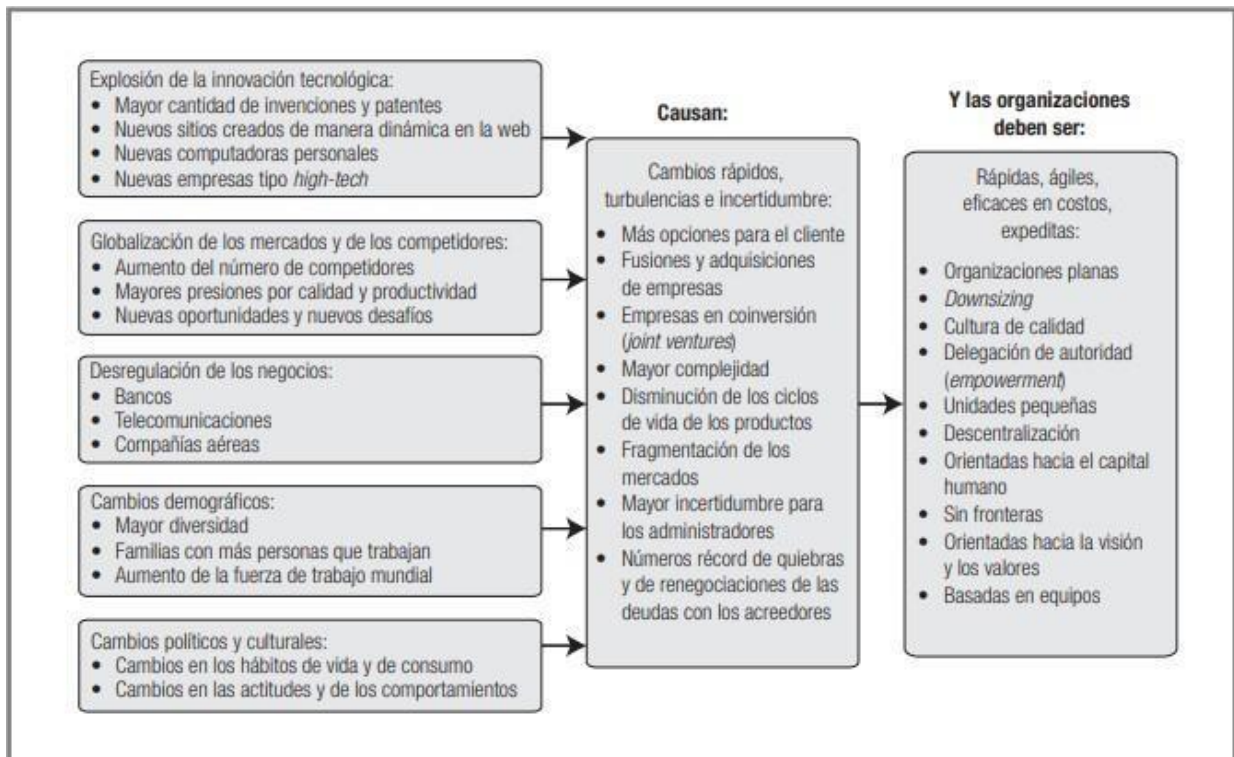 Explosión de la innovación tecnológica:
• Mayor cantidad de invenciones y patentes
• Nuevos sitios creados de manera dinámica en la web
• Nuevas computadoras personales
• Nuevas empresas tipo high-tech
Globalización de los mercados y de los competidores:
• Aumento del número de competidores
• Mayores presiones por calidad y productividad
• Nuevas oportunidades y nuevos desafíos
Desregulación de los negocios:
• Bancos
• Telecomunicaciones
• Compañías aéreas
Cambios demográficos:
• Mayor diversidad
• Familias con más personas que trabajan
• Aumento de la fuerza de trabajo mundial
Cambios políticos y culturales:
• Cambios en los hábitos de vida y de consumo
• Cambios en las actitudes y de los comportamientos
Causan:
Cambios rápidos,
turbulencias e incertidumbre:
• Más opciones para el cliente
• Fusiones y adquisiciones
de empresas
• Empresas en coinversión
(joint ventures)
• Mayor complejidad
• Disminución de los ciclos
de vida de los productos
• Fragmentación de los
mercados
• Mayor incertidumbre para
los administradores
• Números récord de quiebras
y de renegociaciones de las
deudas con los acreedores
Y las organizaciones
deben ser:
Rápidas, ágiles,
eficaces en costos,
expeditas:
• Organizaciones planas
• Downsizing
• Cultura de calidad
• Delegación de autoridad
(empowerment)
• Unidades pequeñas
• Descentralización
• Orientadas hacia el capital
humano
• Sin fronteras
• Orientadas hacia la visión
y los valores
• Basadas en equipos